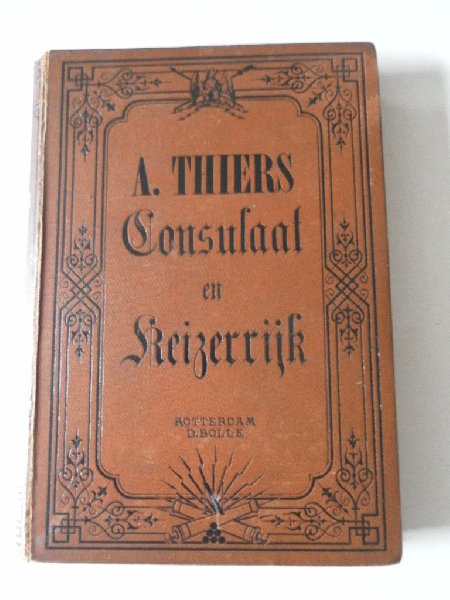 A. THIERS
Consulaat
en
Keizerrijk
ROTTERDAM
D. BOLLE